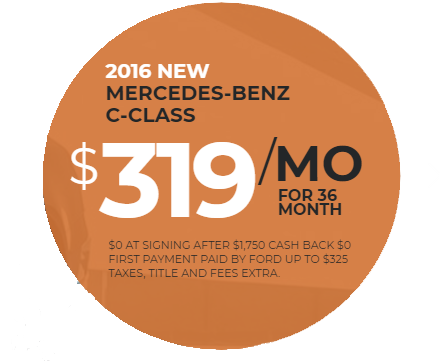 2016 NEW
MERCEDES-BENZ
C-CLASS
$319/MO
FOR 36
MONTH
$0 AT SIGNING AFTER $1,750 CASH BACK $0
FIRST PAYMENT PAID BY FORD UP TO $325
TAXES, TITLE AND FEES EXTRA.